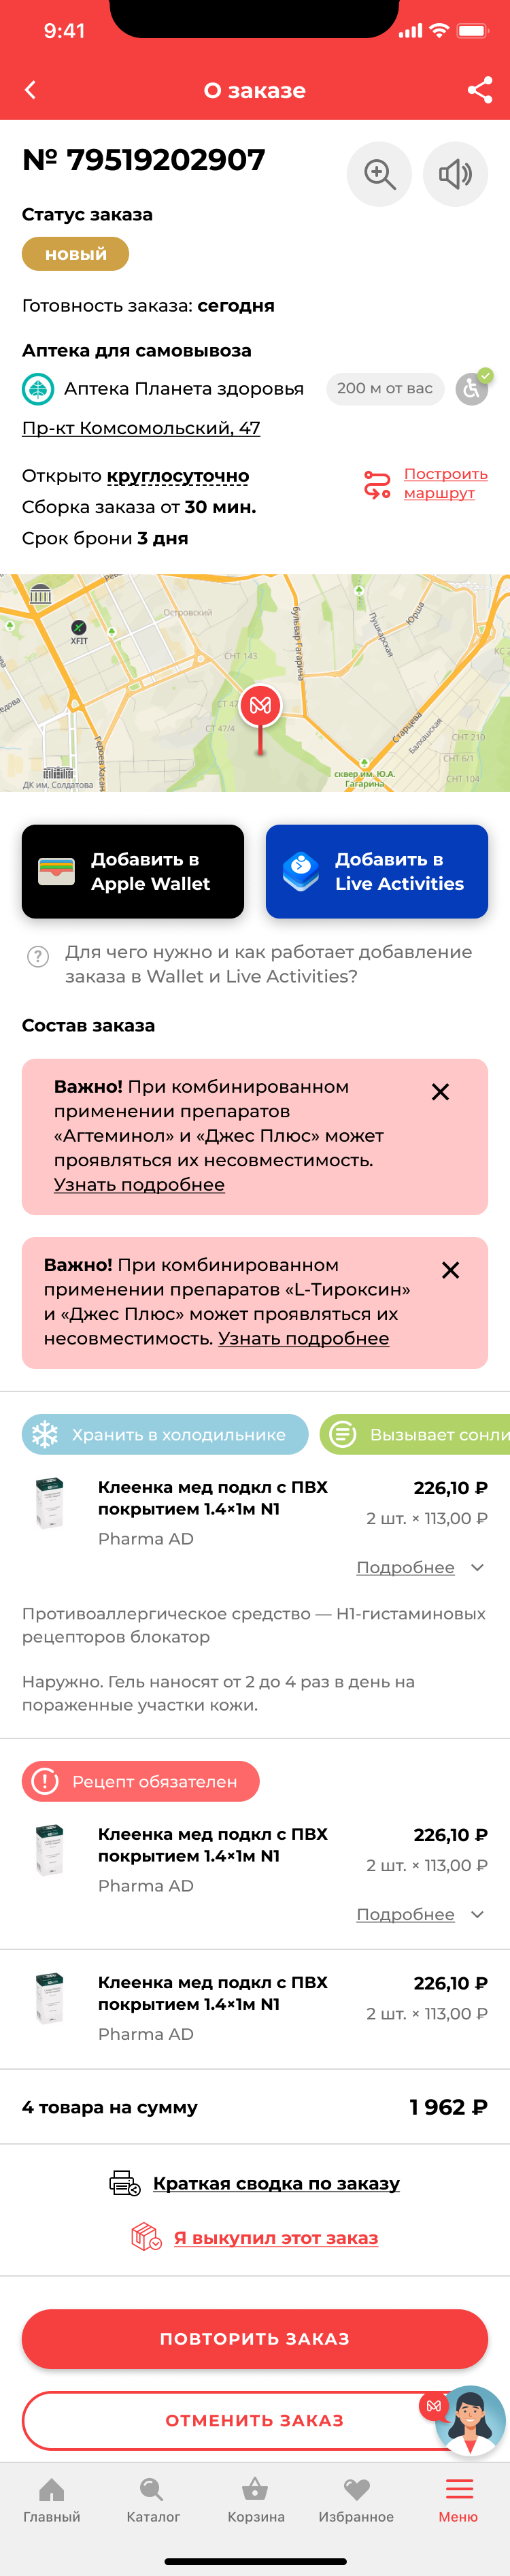 9:41
О заказе
№ 79519202907
Статус заказа
новый
Готовность заказа: сегодня
Аптека для самовывоза
Аптека Планета здоровья
200 м от вас
Пр-кт Комсомольский, 47
Открыто круглосуточно
Сборка заказа от 30 мин.
Срок брони 3 дня
Построить
маршрут
Островский
XFIT
СНТ 143
бульвар Гагарина
Пушкарская
Юрша
СТ 47/4
Старцева
Балхашская
СНТ 210
СНТ 6/1
СНТ 104
сквер им. Ю.А.
Гагарина
ДК им. Солдатова
Добавить в
Apple Wallet
Добавить в
Live Activities
Для чего нужно и как работает добавление
заказа в Wallet и Live Activities?
Состав заказа
Важно! При комбинированном
применении препаратов
«Агтеминол» и «Джес Плюс» может
проявляться их несовместимость.
Узнать подробнее
Важно! При комбинированном
применении препаратов «L-Тироксин»
и «Джес Плюс» может проявляться их
несовместимость. Узнать подробнее
Хранить в холодильнике
Вызывает сонли
Клеенка мед подкл с ПВХ
покрытием 1.4×1м N1
Pharma AD
226,10 ₽
2 шт. × 113,00 ₽
Подробнее
Противоаллергическое средство — H1-гистаминовых
рецепторов блокатор
Наружно. Гель наносят от 2 до 4 раз в день на
пораженные участки кожи.
Рецепт обязателен
Клеенка мед подкл с ПВХ
покрытием 1.4×1м N1
Pharma AD
226,10 ₽
2 шт. × 113,00 ₽
Подробнее
Клеенка мед подкл с ПВХ
покрытием 1.4×1м N1
Pharma AD
226,10 ₽
2 шт. × 113,00 ₽
4 товара на сумму
1 962 ₽
Краткая сводка по заказу
Я выкупил этот заказ
ПОВТОРИТЬ ЗАКАЗ
ОТМЕНИТЬ ЗАКАЗ
Главный
Каталог
Корзина
Избранное
Меню